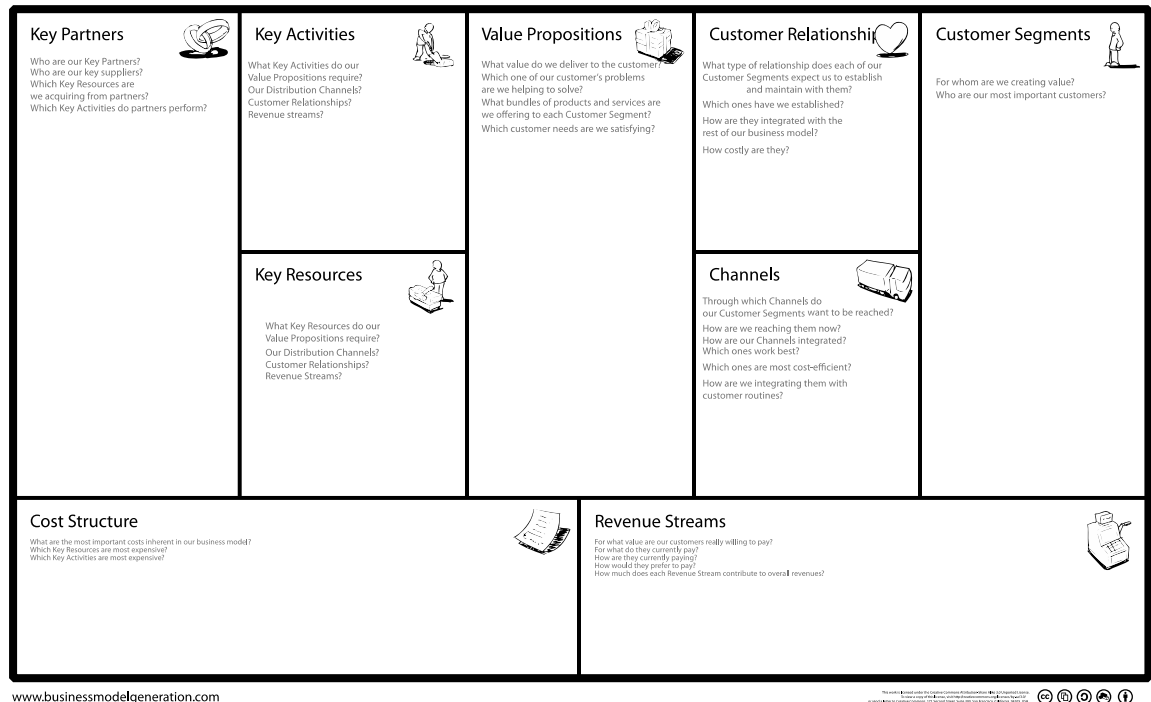 Key Partners
Who are our Key Partners?
Who are our key suppliers?
Which Key Resources are
we acquiring from partners?
Which Key Activities do partners perform?
Key Activities
What Key Activities do our
Value Propositions require?
Our Distribution Channels?
Customer Relationships?
Revenue streams?
Key Resources
What Key Resources do our
Value Propositions require?
Our Distribution Channels?
Customer Relationships?
Revenue Streams?
Value Propositions
What value do we deliver to the customer
Which one of our customer's problems
are we helping to solve?
What bundles of products and services are
we offering to each Customer Segment?
Which customer needs are we satisfying?
Customer Relationship
What type of relationship does each of our
Customer Segments expect us to establish
and maintain with them?
Which ones have we established?
How are they integrated with the
rest of our business model?
How costly are they?
Channels
Through which Channels do
our Customer Segments want to be reached?
How are we reaching them now?
How are our Channels integrated?
Which ones work best?
Which ones are most cost-efficient?
How are we integrating them with
customer routines?
Customer Segments
For whom are we creating value?
Who are our most important customers?
Cost Structure
What are the most important costs inherent in our business model?
Which Key Resources are most expensive?
Which Key Activities are most expensive?
Revenue Streams
For what value are our customers really willing to pay?
For what do they currently pay?
How are they currently paying?
How would they prefer to pay?
How much does each Revenue Stream contribute to overall revenues?
www.businessmodelgeneration.com
cc